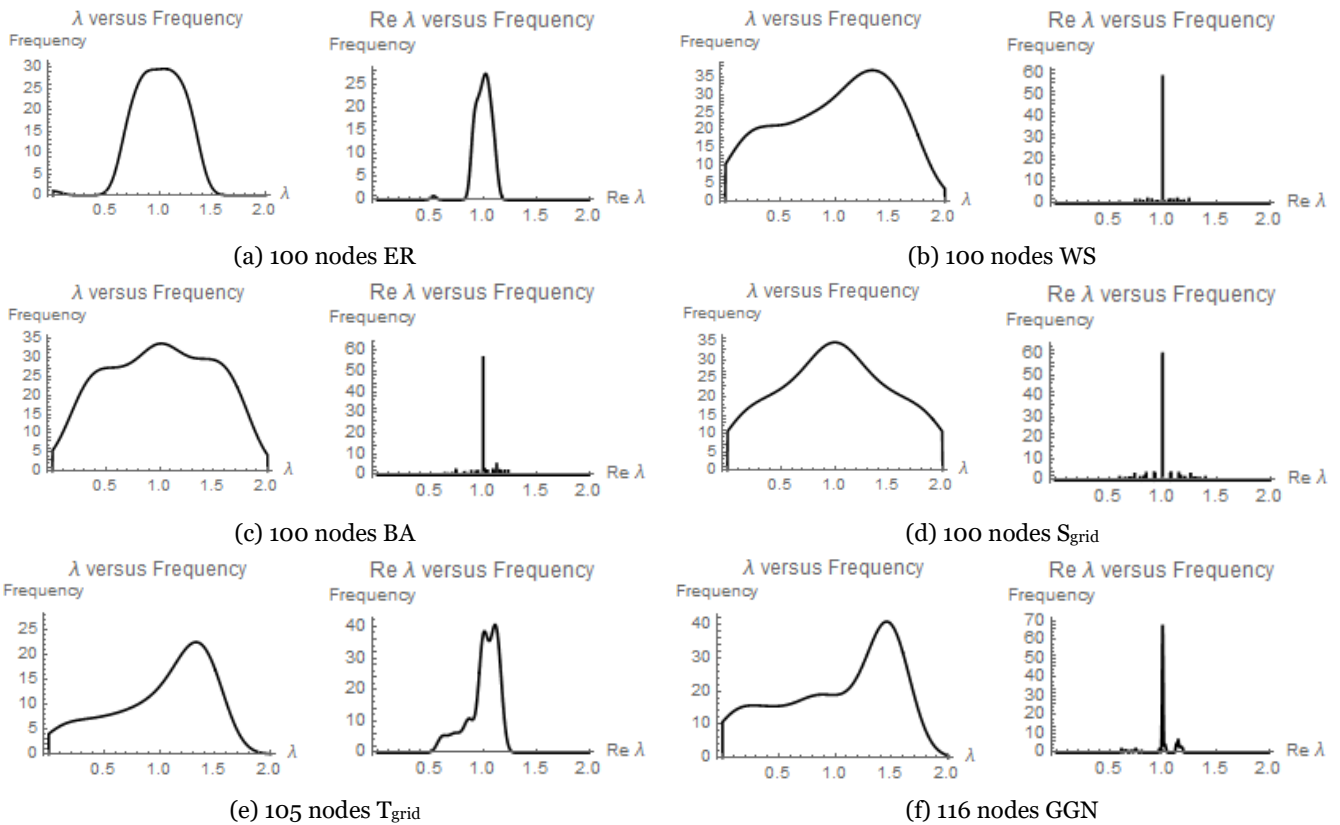 λ versus Frequency
Frequency
30
25
20
15
10
5
0
0.5 1.0 1.5 2.0 λ
Re λ versus Frequency
Frequency
25
20
15
10
5
0
0.5 1.0 1.5 2.0 Re λ
(a) 100 nodes ER
λ versus Frequency
Frequency
35
30
25
20
15
10
5
0
0.5 1.0 1.5 2.0 λ
Re λ versus Frequency
Frequency
60
50
40
30
20
10
0
0.5 1.0 1.5 2.0 Re λ
(b) 100 nodes WS
λ versus Frequency
Frequency
35
30
25
20
15
10
5
0
0.5 1.0 1.5 2.0 λ
Re λ versus Frequency
Frequency
60
50
40
30
20
10
0
0.5 1.0 1.5 2.0 Re λ
(c) 100 nodes BA
λ versus Frequency
Frequency
35
30
25
20
15
10
5
0
0.5 1.0 1.5 2.0 λ
Re λ versus Frequency
Frequency
60
50
40
30
20
10
0
0.5 1.0 1.5 2.0 Re λ
(d) 100 nodes Sgrid
λ versus Frequency
Frequency
25
20
15
10
5
0
0.5 1.0 1.5 2.0 λ
Re λ versus Frequency
Frequency
40
30
20
10
0
0.5 1.0 1.5 2.0 Re λ
(e) 105 nodes Tgrid
λ versus Frequency
Frequency
40
30
20
10
0
0.5 1.0 1.5 2.0 λ
Re λ versus Frequency
Frequency
70
60
50
40
30
20
10
0
0.5 1.0 1.5 2.0 Re λ
(f) 116 nodes GGN